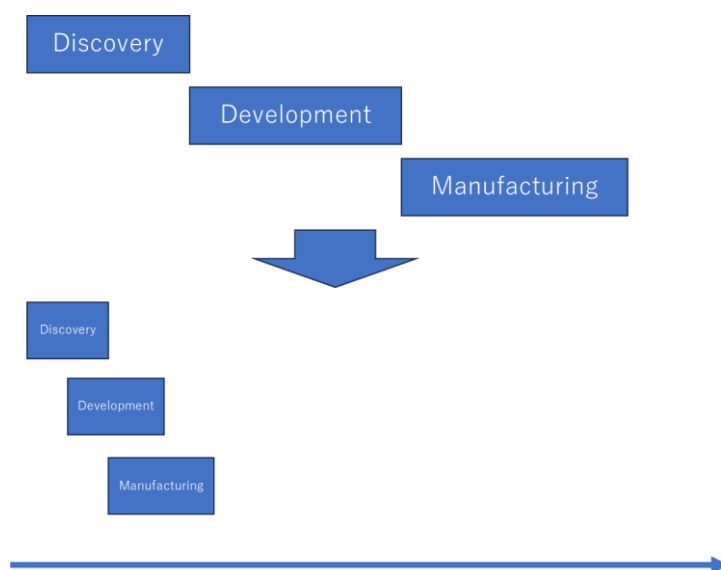 Discovery
Development
Manufacturing
Discovery
Development
Manufacturing